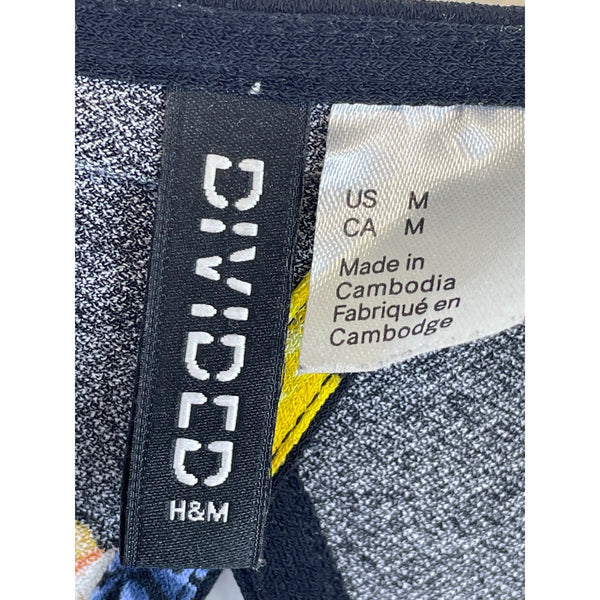 DIVIDED
H&M
US M
CA M
Made in
Cambodia
Fabriqué en
Cambodge